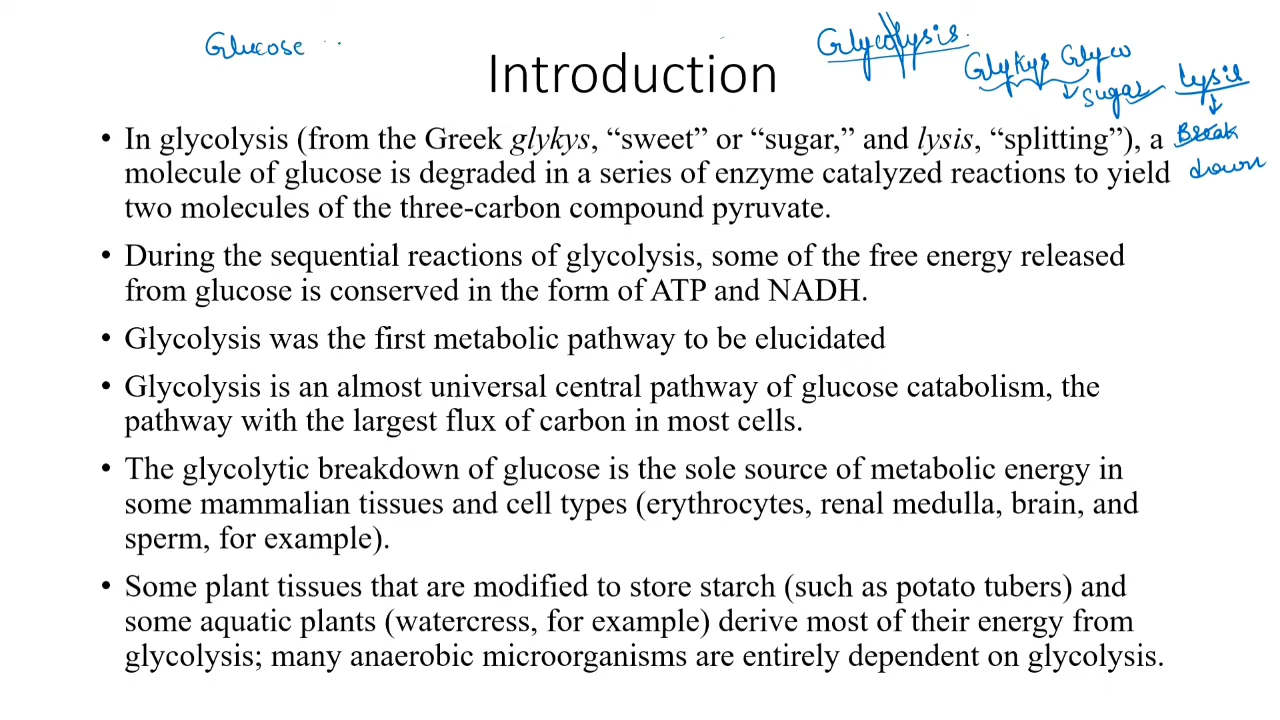 Glucose
Glycolysis.
Glykys Glyco
sugar
lysis
Break
down
Introduction
• In glycolysis (from the Greek glykys, “sweet” or “sugar,” and lysis, “splitting”), a
molecule of glucose is degraded in a series of enzyme catalyzed reactions to yield
two molecules of the three-carbon compound pyruvate.
• During the sequential reactions of glycolysis, some of the free energy released
from glucose is conserved in the form of ATP and NADH.
• Glycolysis was the first metabolic pathway to be elucidated
• Glycolysis is an almost universal central pathway of glucose catabolism, the
pathway with the largest flux of carbon in most cells.
• The glycolytic breakdown of glucose is the sole source of metabolic energy in
some mammalian tissues and cell types (erythrocytes, renal medulla, brain, and
sperm, for example).
• Some plant tissues that are modified to store starch (such as potato tubers) and
some aquatic plants (watercress, for example) derive most of their energy from
glycolysis; many anaerobic microorganisms are entirely dependent on glycolysis.